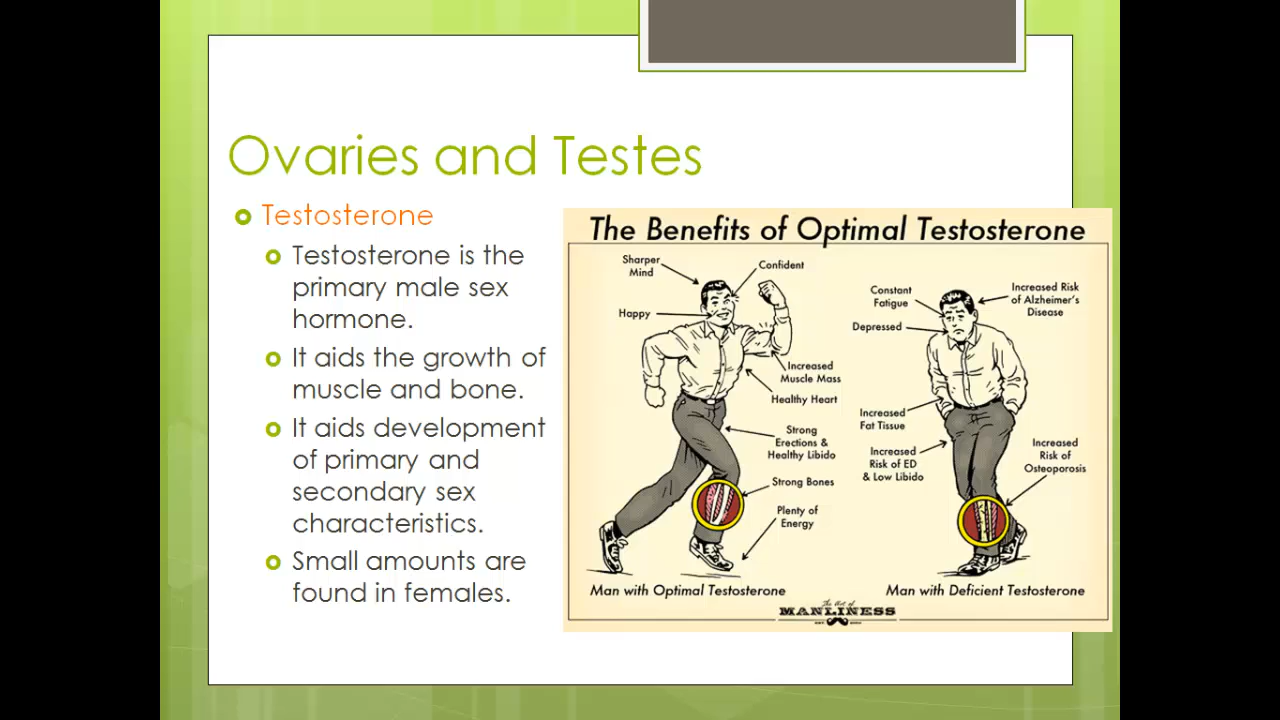 Ovaries and Testes
Testosterone
Testosterone is the
primary male sex
hormone.
It aids the growth of
muscle and bone.
It aids development
of primary and
secondary sex
characteristics.
Small amounts are
found in females.
The Benefits of Optimal Testosterone
Sharper
Mind
Confident
Happy
Increased
Muscle Mass
Healthy Heart
Strong
Erections &
Healthy Libido
Strong Bones
Plenty of
Energy
Man with Optimal Testosterone
Constant
Fatigue
Increased Risk
of Alzheimer's
Disease
Depressed
Increased
Fat Tissue
Increased
Risk of ED
& Low Libido
Increased
Risk of
Osteoporosis
Man with Deficient Testosterone
The Art of
MANLINESS